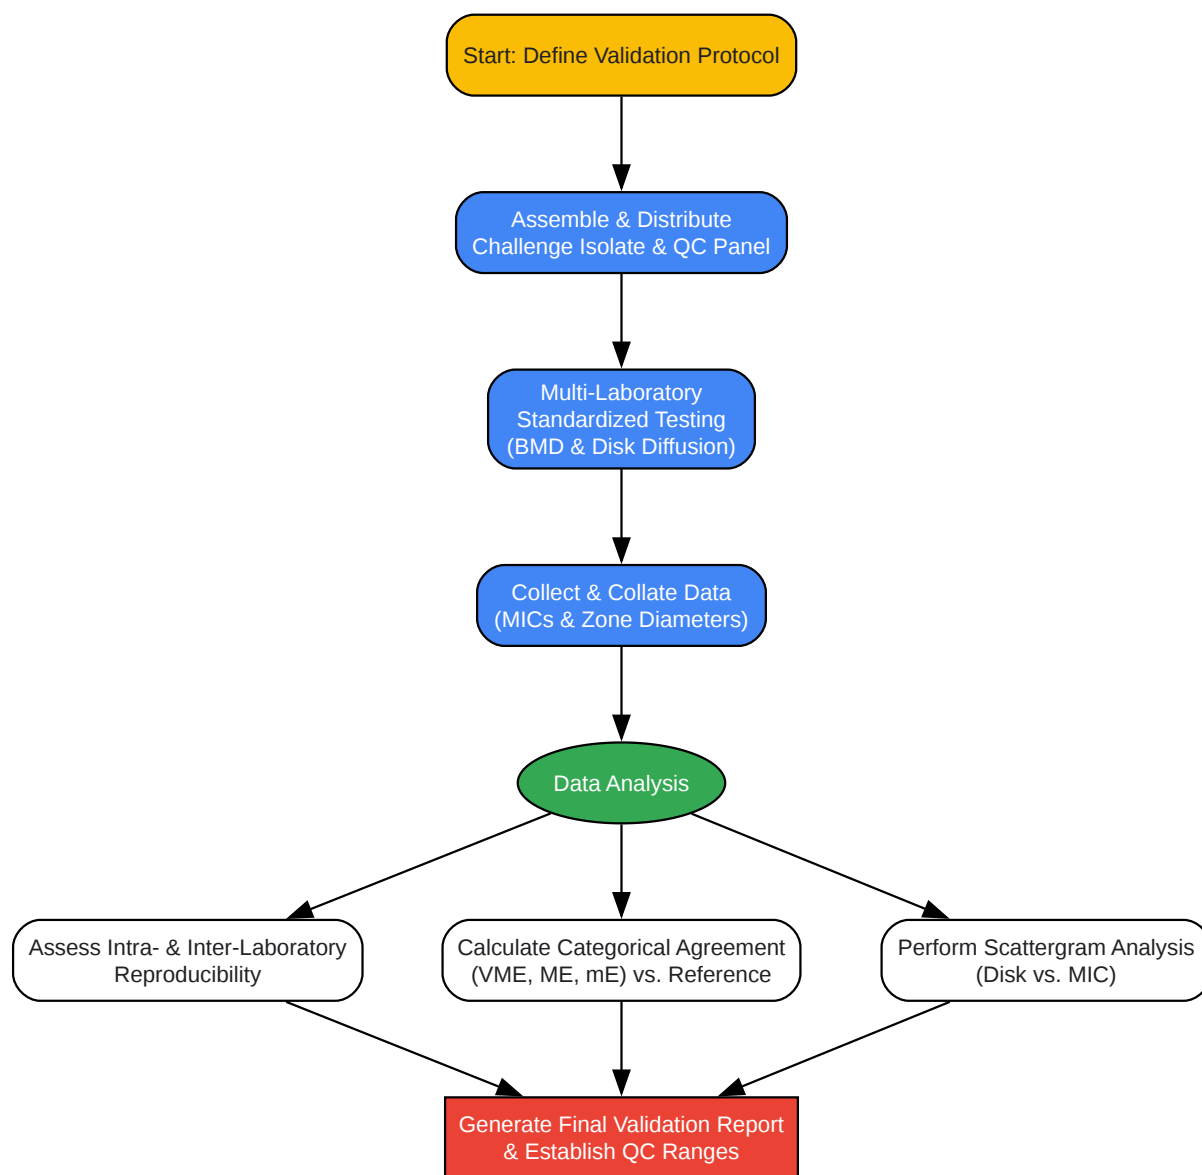 Start: Define Validation Protocol
Assemble & Distribute
Challenge Isolate & QC Panel
Multi-Laboratory
Standardized Testing
(BMD & Disk Diffusion)
Collect & Collate Data
(MICs & Zone Diameters)
Data Analysis
Assess Intra- & Inter-Laboratory
Reproducibility
Calculate Categorical Agreement
(VME, ME, mE) vs. Reference
Perform Scattergram Analysis
(Disk vs. MIC)
Generate Final Validation Report
& Establish QC Ranges